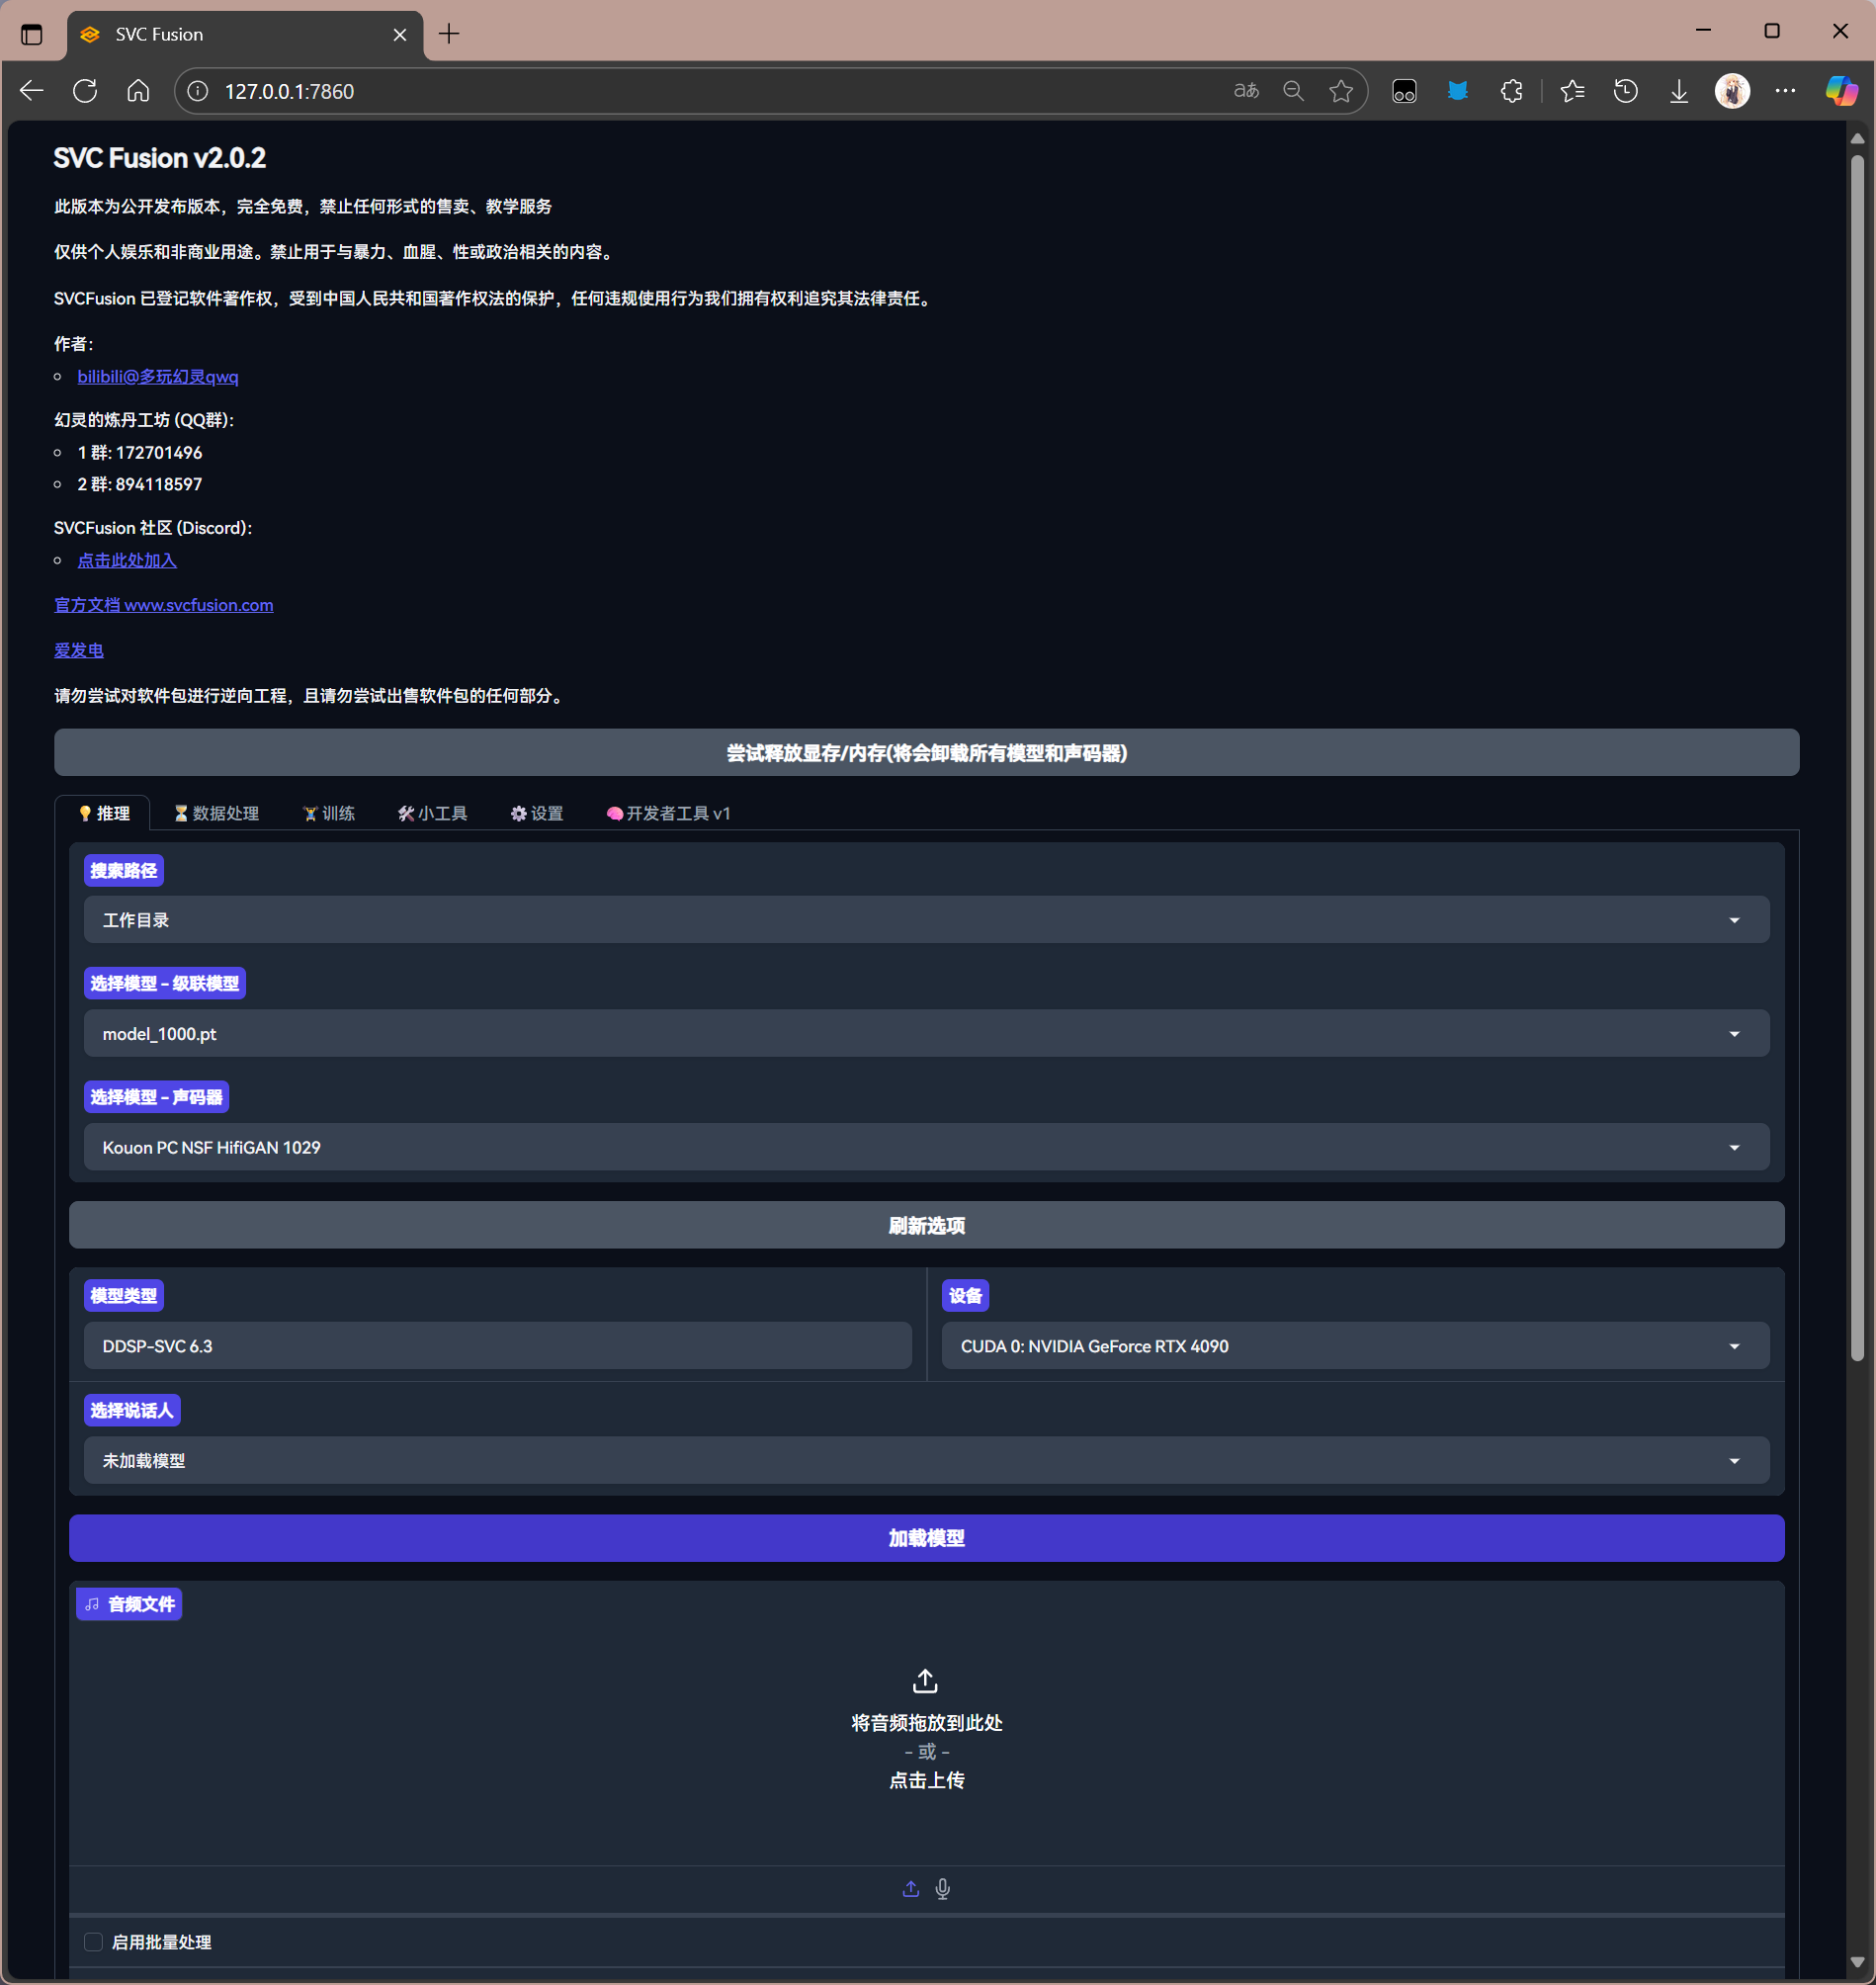 SVC Fusion
127.0.0.1:7860
aあ
SVC Fusion v2.0.2
此版本为公开发布版本，完全免费，禁止任何形式的售卖、教学服务
仅供个人娱乐和非商业用途。禁止用于与暴力、血腥、性或政治相关的内容。
SVCFusion 已登记软件著作权，受到中国人民共和国著作权法的保护，任何违规使用行为我们拥有权利追究其法律责任。
作者：
bilibili@多玩幻灵qwq
幻灵的炼丹工坊 (QQ群)：
1 群: 172701496
2 群: 894118597
SVCFusion 社区 (Discord)：
点击此处加入
官方文档 www.svcfusion.com
爱发电
请勿尝试对软件包进行逆向工程，且请勿尝试出售软件包的任何部分。
尝试释放显存/内存(将会卸载所有模型和声码器)
💡推理 ⏳数据处理 🏋️训练 🛠️小工具 ⚙️设置 🧠开发者工具 v1
搜索路径
工作目录
选择模型 - 级联模型
model_1000.pt
选择模型 - 声码器
Kouon PC NSF HifiGAN 1029
刷新选项
模型类型 设备
DDSP-SVC 6.3 CUDA 0: NVIDIA GeForce RTX 4090
选择说话人
未加载模型
加载模型
音频文件
将音频拖放到此处
- 或 -
点击上传
启用批量处理